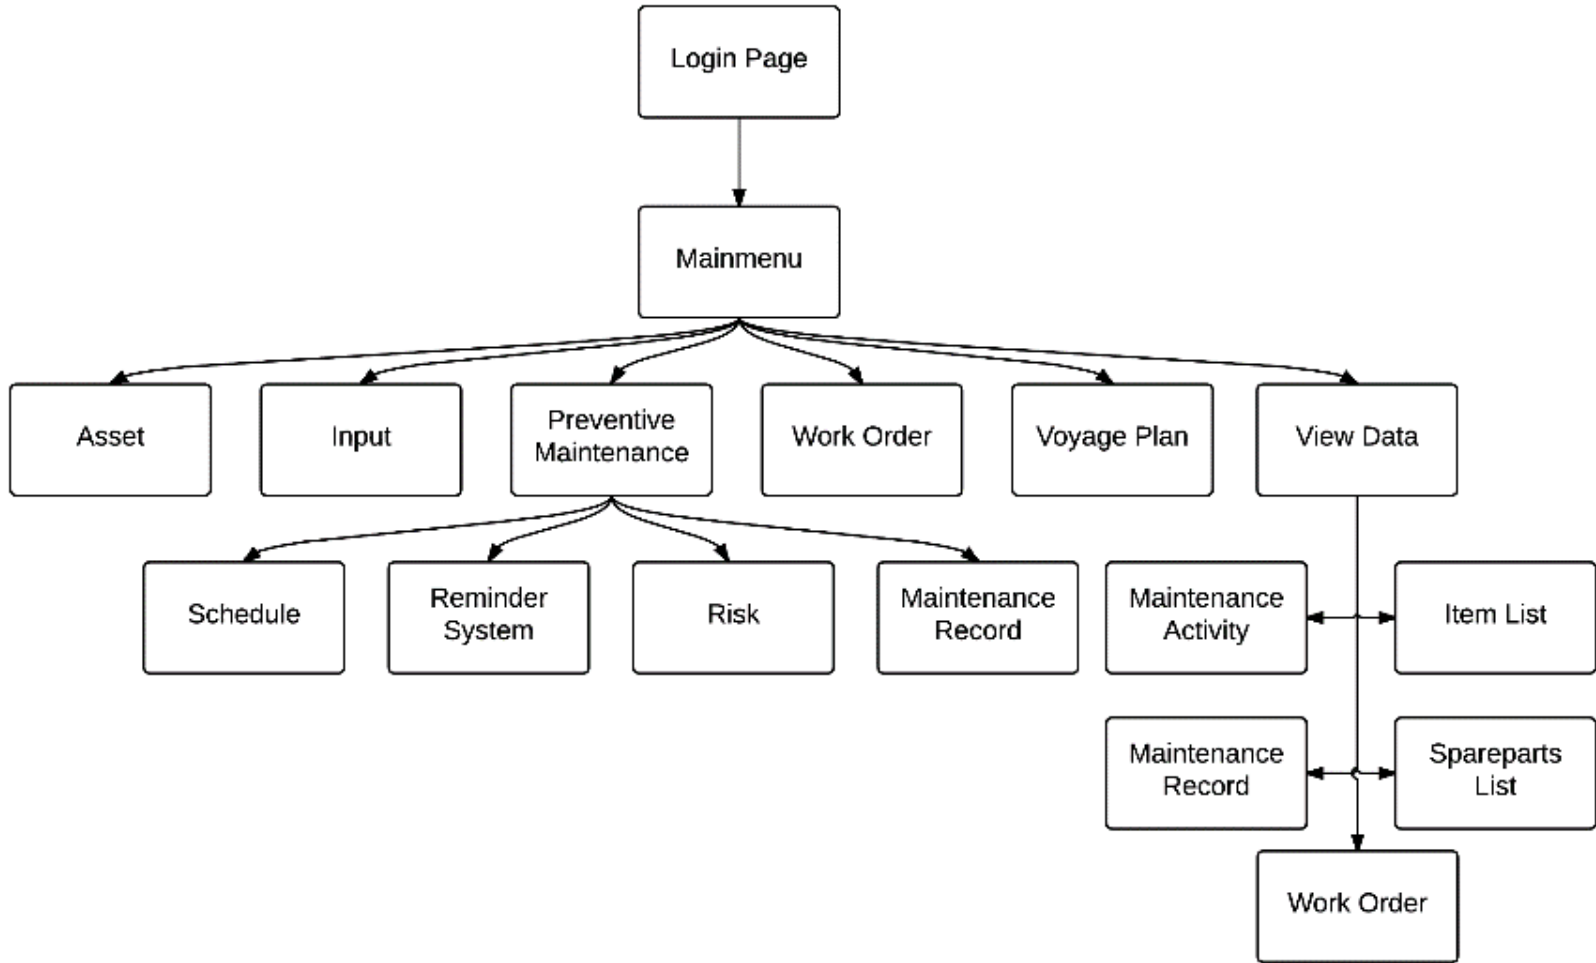 Login Page
Mainmenu
Asset
Input
Preventive
Maintenance
Work Order
Voyage Plan
View Data
Schedule
Reminder
System
Risk
Maintenance
Record
Maintenance
Activity
Item List
Maintenance
Record
Spareparts
List
Work Order